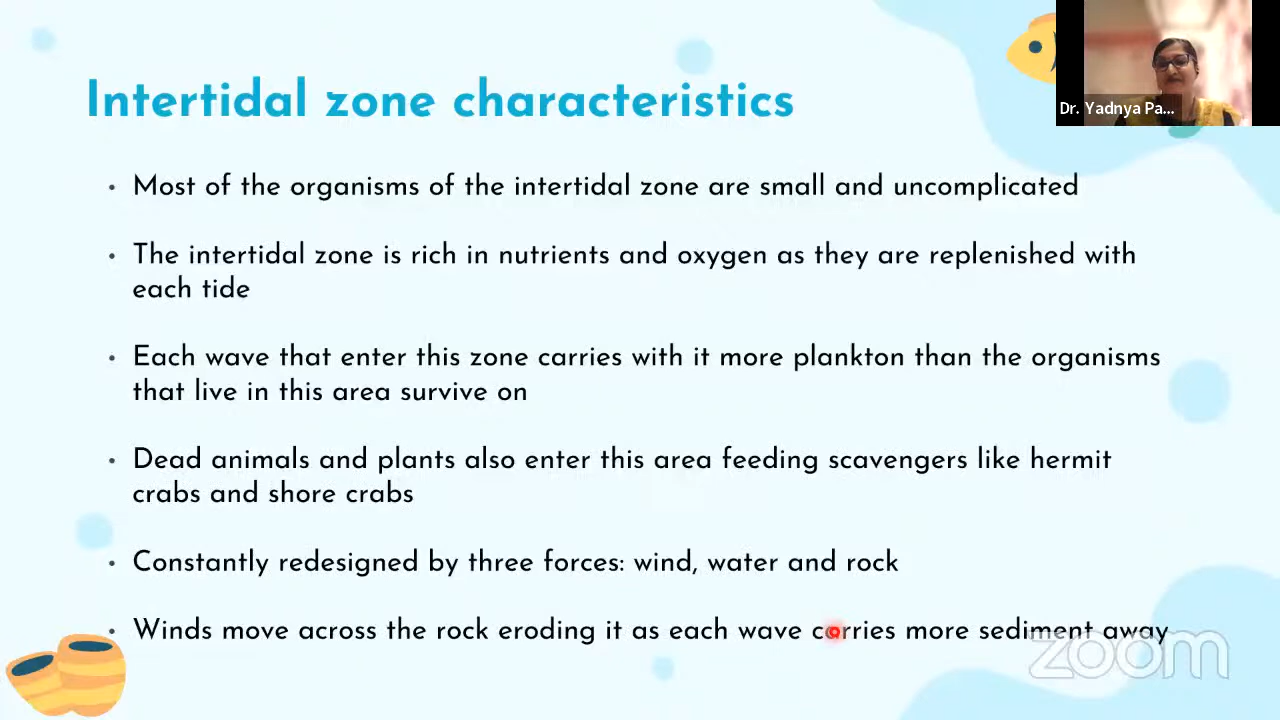 Intertidal zone characteristics
Dr. Yadnya Pa...
• Most of the organisms of the intertidal zone are small and uncomplicated
• The intertidal zone is rich in nutrients and oxygen as they are replenished with
each tide
• Each wave that enter this zone carries with it more plankton than the organisms
that live in this area survive on
• Dead animals and plants also enter this area feeding scavengers like hermit
crabs and shore crabs
• Constantly redesigned by three forces: wind, water and rock
• Winds move across the rock eroding it as each wave carries more sediment away
zoom